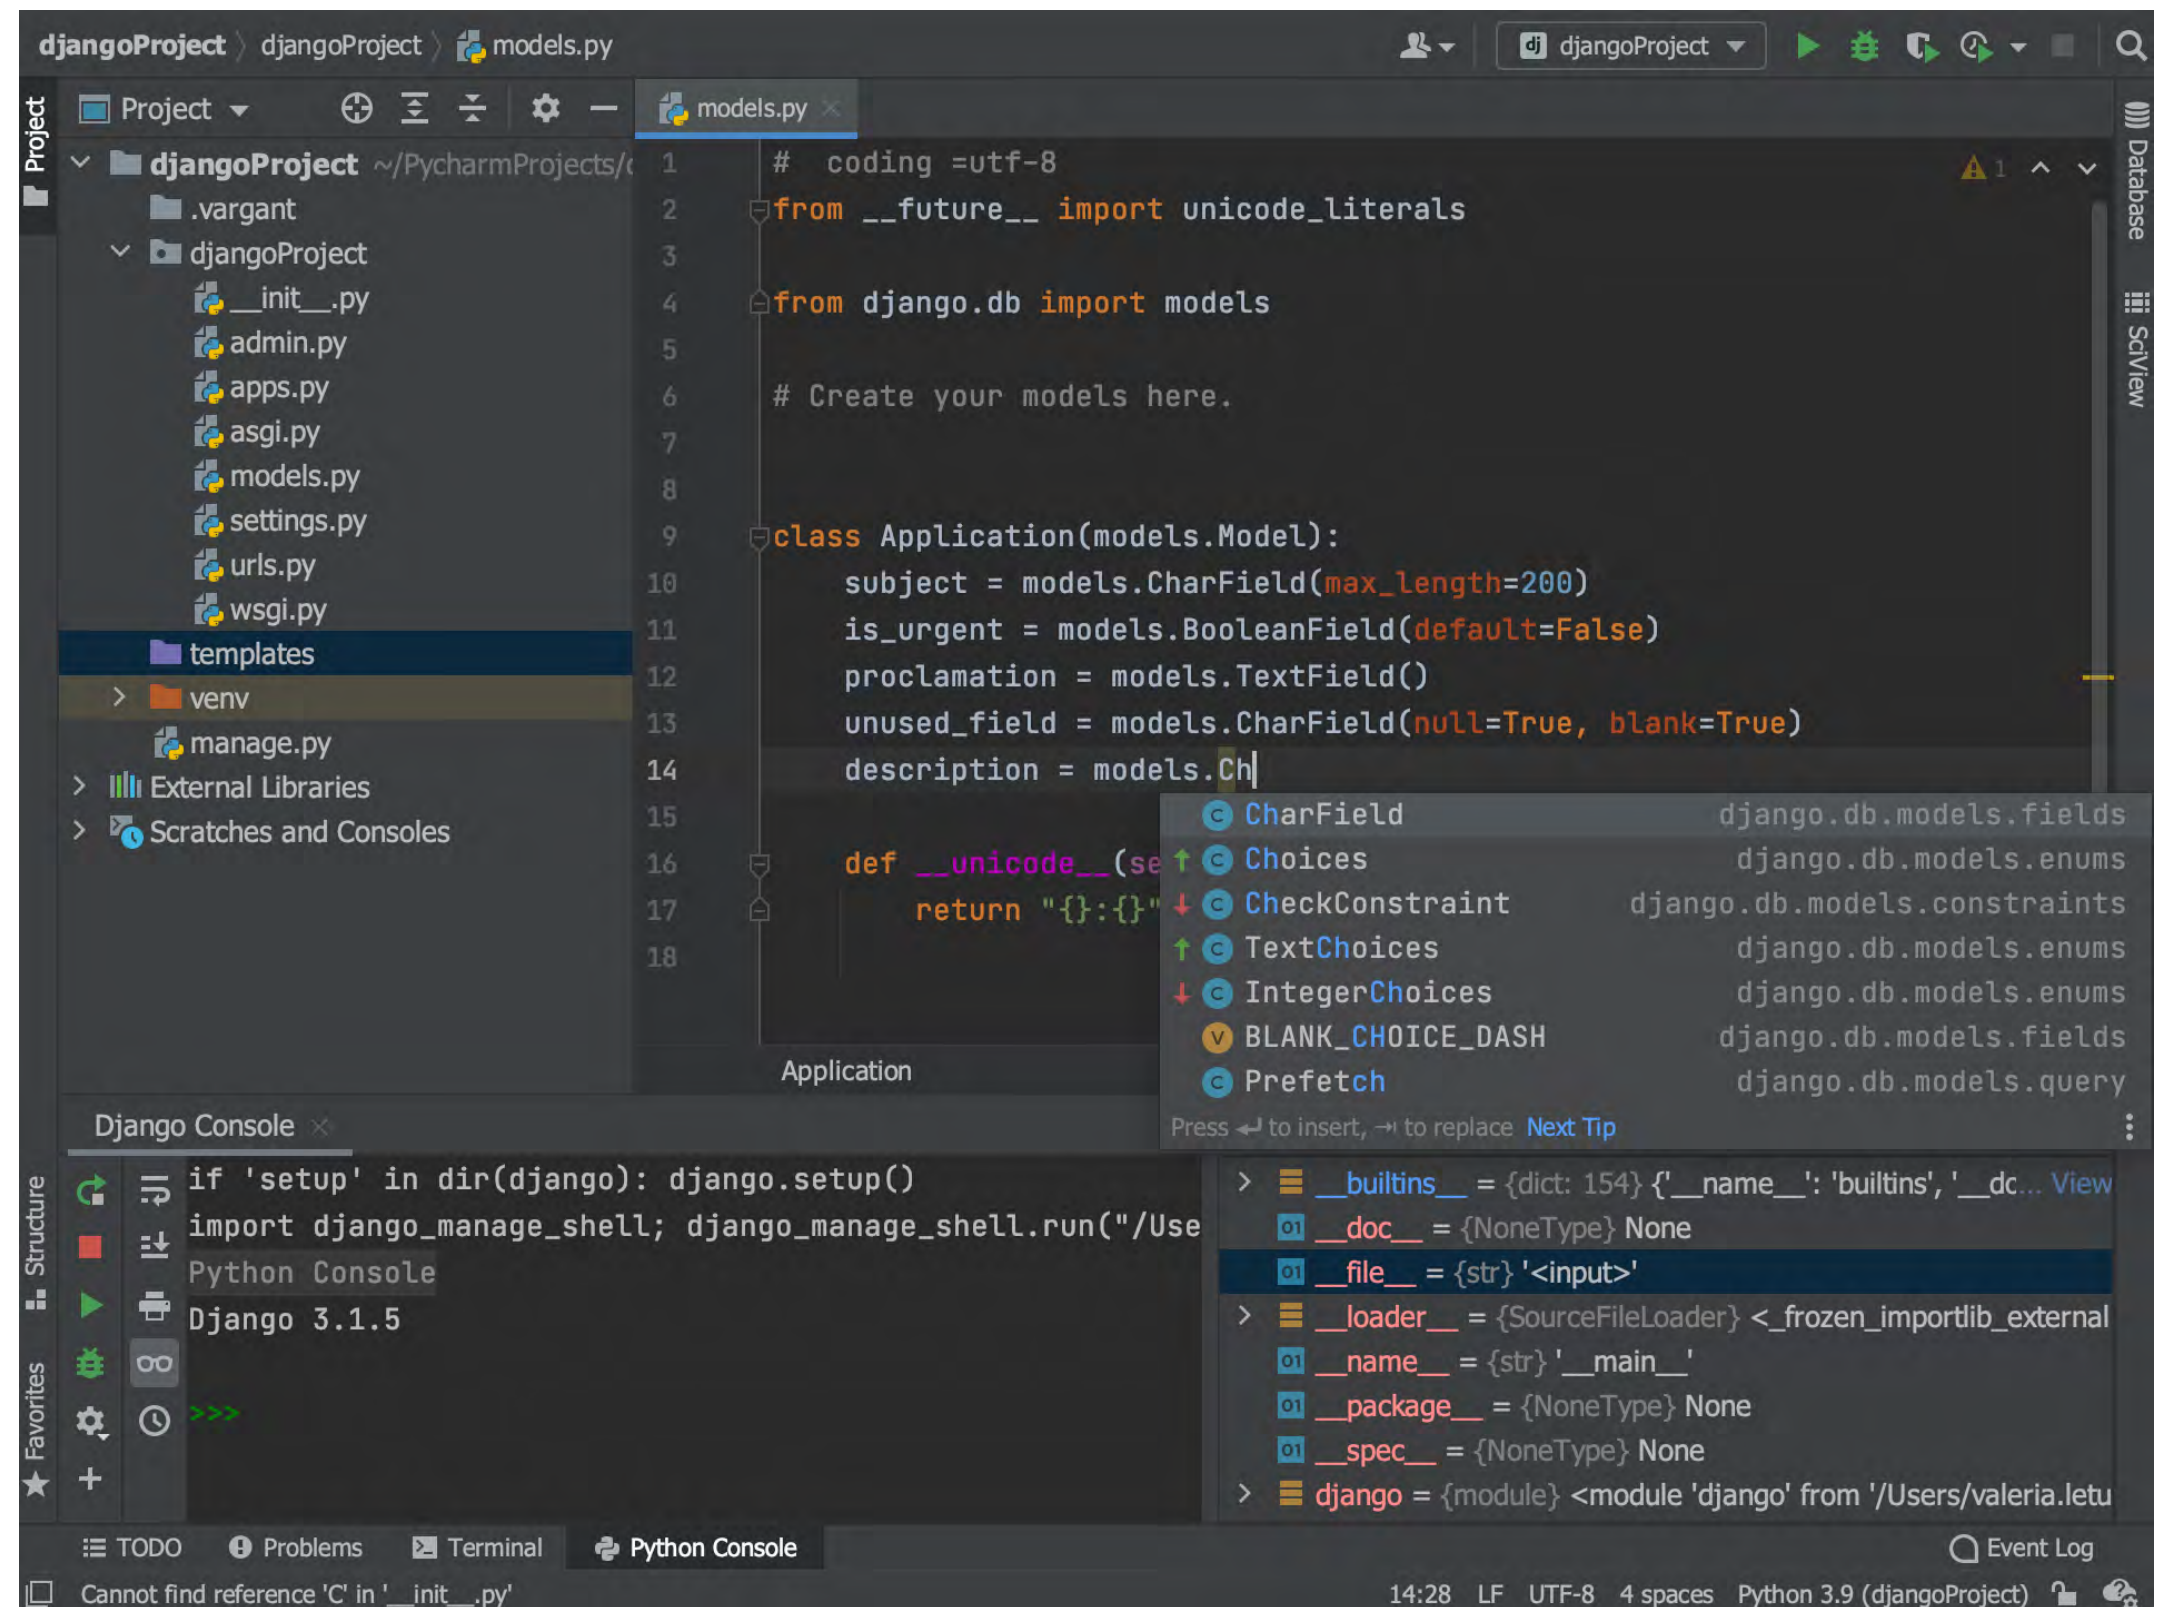 djangoProject 〉 djangoProject 〉 models.py
djangoProject
Project
Project
models.py
Database
SciView
djangoProject ~/PycharmProjects/
.vargant
djangoProject
__init__.py
admin.py
apps.py
asgi.py
models.py
settings.py
urls.py
wsgi.py
templates
venv
manage.py
External Libraries
Scratches and Consoles
1 #  coding =utf-8
1
2 from __future__ import unicode_literals
3
4 from django.db import models
5
6 # Create your models here.
7
8
9 class Application(models.Model):
10 subject = models.CharField(max_length=200)
11 is_urgent = models.BooleanField(default=False)
12 proclamation = models.TextField()
13 unused_field = models.CharField(null=True, blank=True)
14 description = models.Ch
15
16 def __unicode__(se
17 return "{}:{}"
18
CharField django.db.models.fields
Choices django.db.models.enums
CheckConstraint django.db.models.constraints
TextChoices django.db.models.enums
IntegerChoices django.db.models.enums
BLANK_CHOICE_DASH django.db.models.fields
Prefetch django.db.models.query
Press ↵ to insert, ⇥ to replace Next Tip
Application
Django Console
Structure
Favorites
if 'setup' in dir(django): django.setup()
import django_manage_shell; django_manage_shell.run("/Use
Python Console
Django 3.1.5
>>>
__builtins__ = {dict: 154} {'__name__': 'builtins', '__dc... View
__doc__ = {NoneType} None
__file__ = {str} '<input>'
__loader__ = {SourceFileLoader} <_frozen_importlib_external
__name__ = {str} '__main__'
__package__ = {NoneType} None
__spec__ = {NoneType} None
django = {module} <module 'django' from '/Users/valeria.letu
TODO Problems Terminal Python Console Event Log
Cannot find reference 'C' in '__init__.py' 14:28 LF UTF-8 4 spaces Python 3.9 (djangoProject)